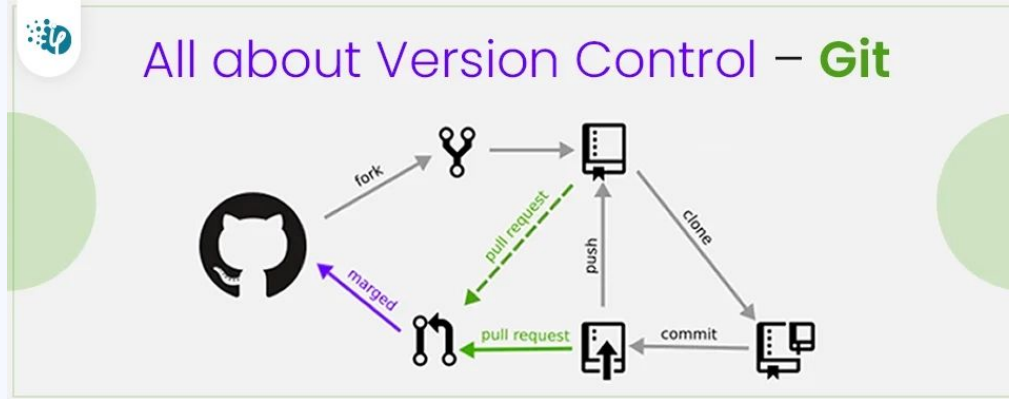 All about Version Control – Git
fork
pull request
clone
push
marged
pull request
commit